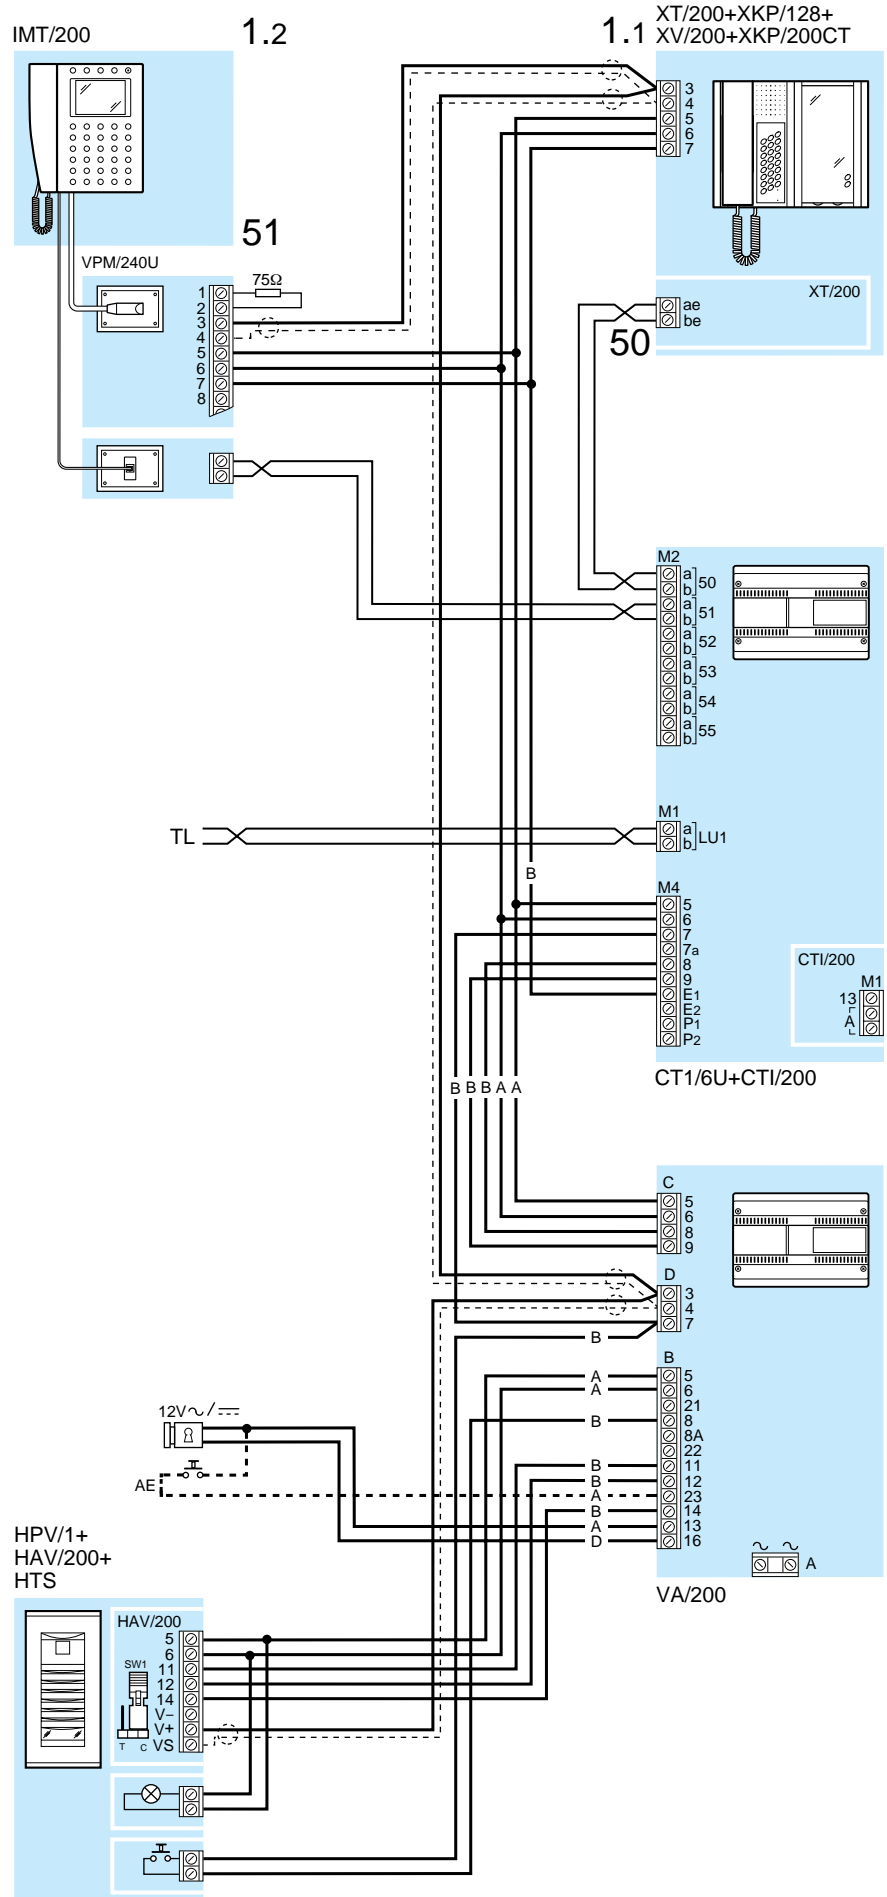 IMT/200
1.2
1.1
XT/200+XKP/128+
XV/200+XKP/200CT
3
4
5
6
7
51
VPM/240U
75Ω
1
2
3
4
5
6
7
8
XT/200
ae
be
50
M2
a
b
50
a
b
51
a
b
52
a
b
53
a
b
54
a
b
55
TL
M1
a
b
LU1
B
M4
5
6
7
7a
8
9
E1
E2
P1
P2
CTI/200
M1
13
A
CT1/6U+CTI/200
B B B A A
C
5
6
8
9
D
3
4
7
B
B
5
6
21
8
8A
22
11
12
23
14
13
16
A
A
B
B
B
A
B
A
D
12V
AE
A
VA/200
HPV/1+
HAV/200+
HTS
HAV/200
5
6
11
12
14
V–
V+
VS
SW1
T C